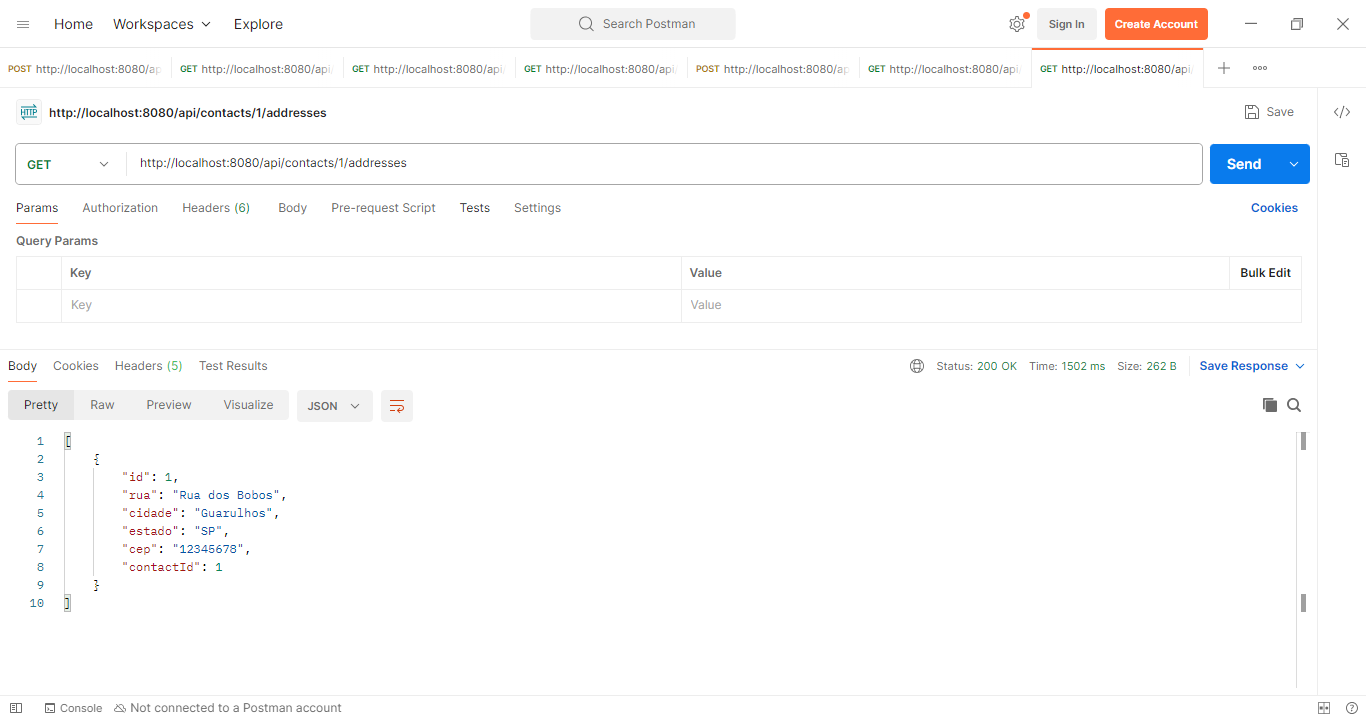 Home Workspaces Explore Search Postman Sign In Create Account
POST http://localhost:8080/ap GET http://localhost:8080/api/ GET http://localhost:8080/api/ GET http://localhost:8080/api/ POST http://localhost:8080/ap GET http://localhost:8080/api/ GET http://localhost:8080/api/
HTTP http://localhost:8080/api/contacts/1/addresses Save
GET http://localhost:8080/api/contacts/1/addresses Send
Params Authorization Headers (6) Body Pre-request Script Tests Settings Cookies
Query Params
Key Value Bulk Edit
Key Value
Body Cookies Headers (5) Test Results Status: 200 OK Time: 1502 ms Size: 262 B Save Response
Pretty Raw Preview Visualize JSON
1 [
2 {
3 "id": 1,
4 "rua": "Rua dos Bobos",
5 "cidade": "Guarulhos",
6 "estado": "SP",
7 "cep": "12345678",
8 "contactId": 1
9 }
10 ]
Console Not connected to a Postman account